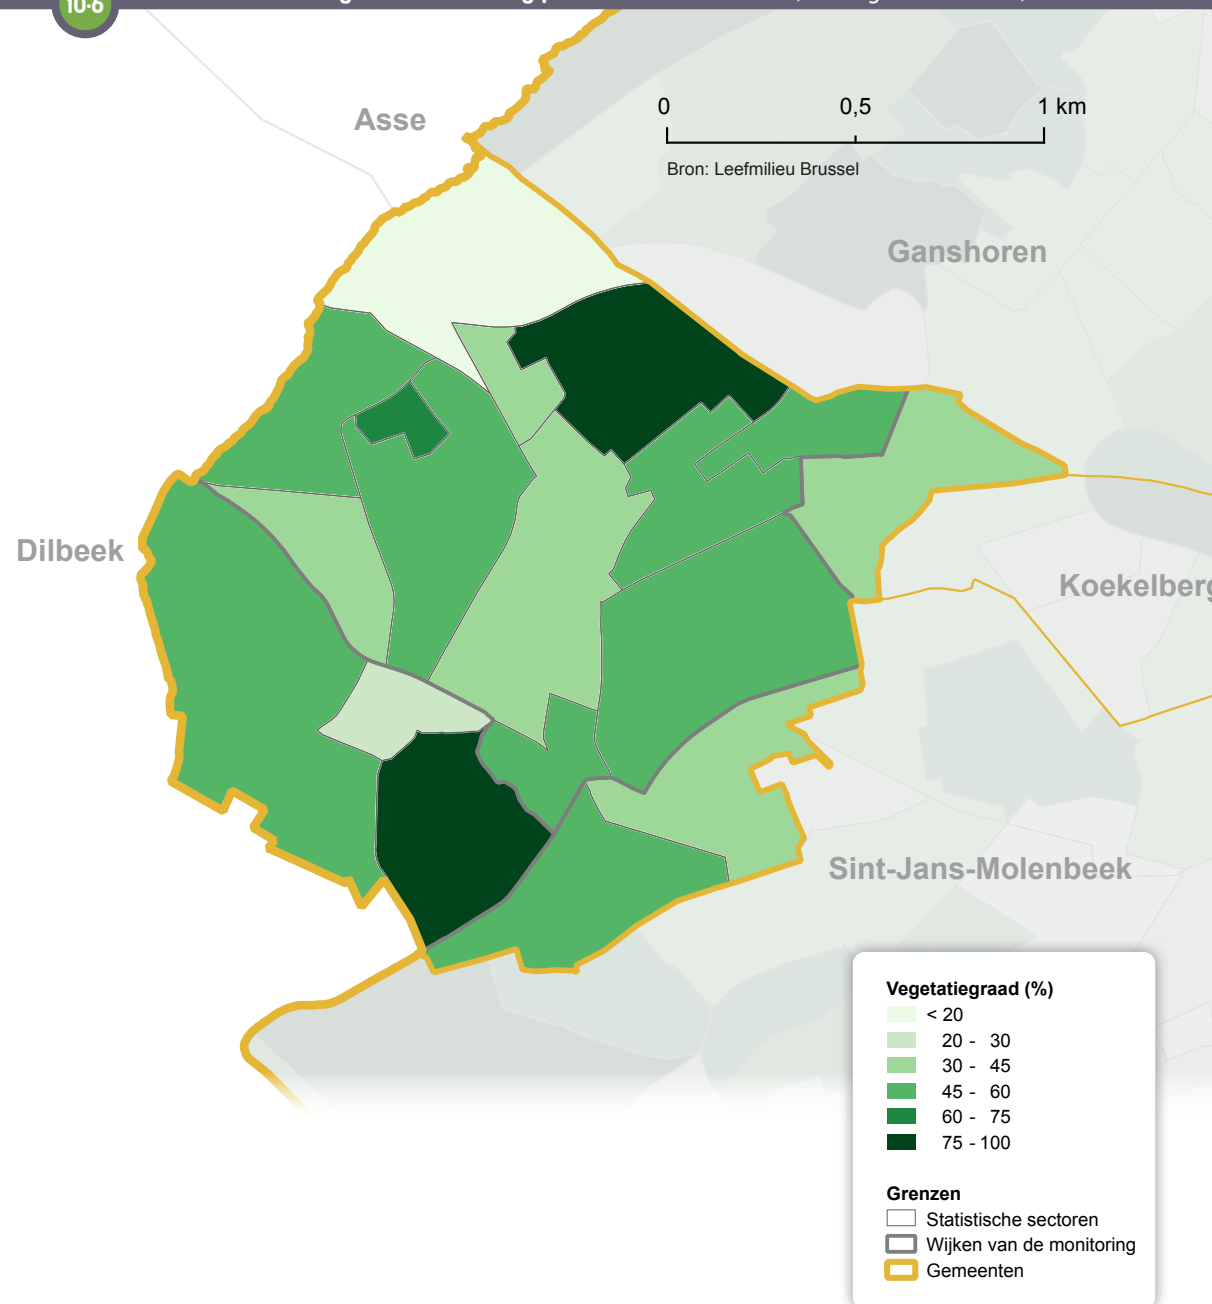 10·6
Asse
0 0,5 1 km
Bron: Leefmilieu Brussel
Ganshoren
Dilbeek
Koekelberg
Sint-Jans-Molenbeek
Vegetatiegraad (%)
< 20
20 - 30
30 - 45
45 - 60
60 - 75
75 - 100
Grenzen
Statistische sectoren
Wijken van de monitoring
Gemeenten